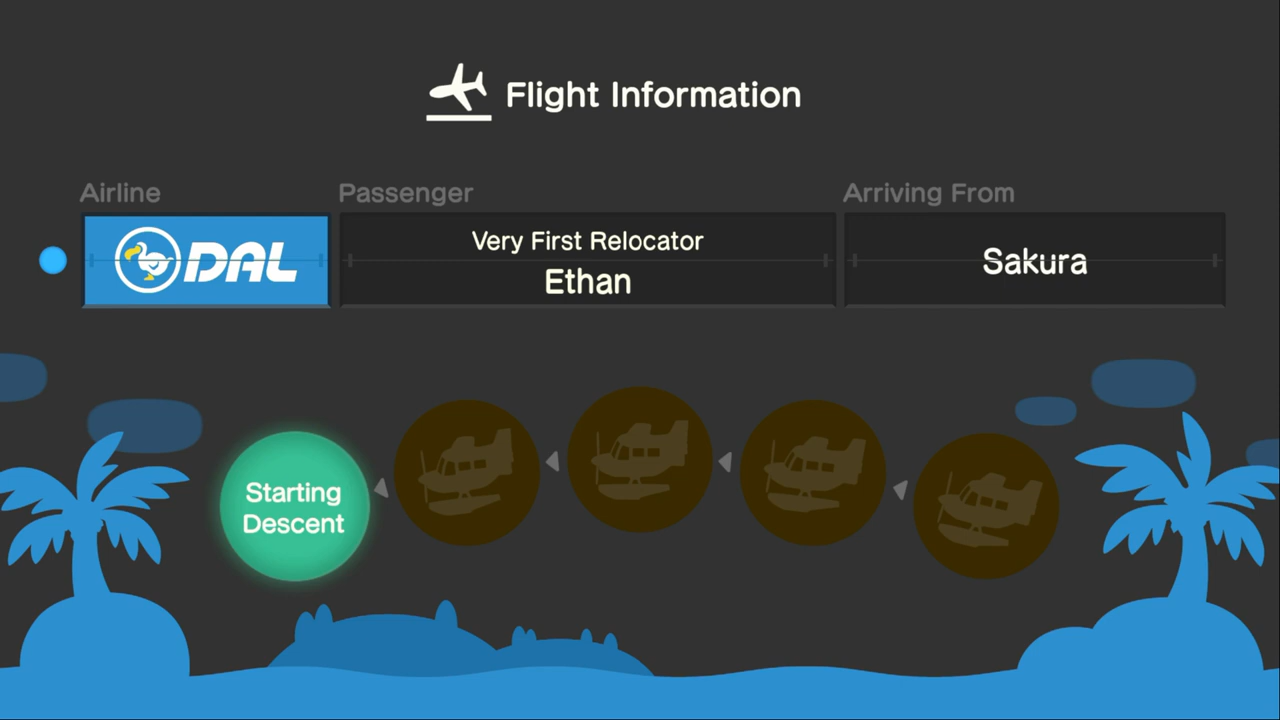 Flight Information
Airline
Passenger
Arriving From
DAL
Very First Relocator
Ethan
Sakura
Starting
Descent